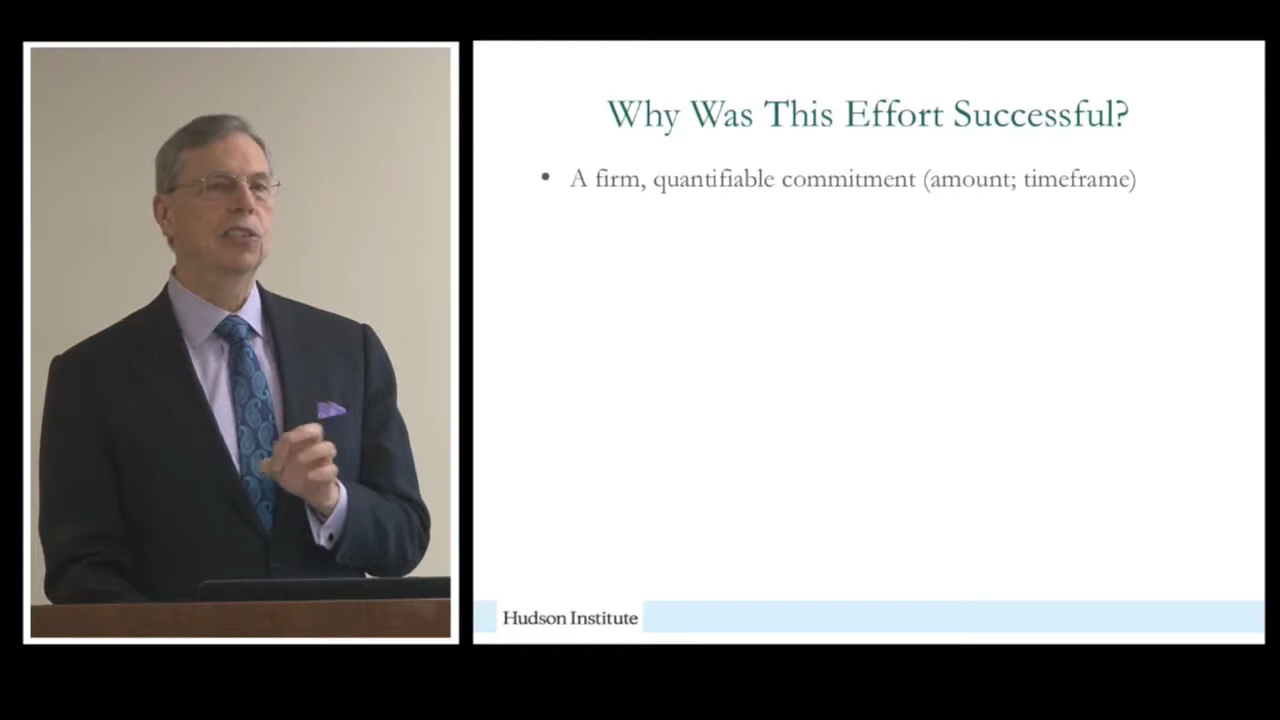 Why Was This Effort Successful?
• A firm, quantifiable commitment (amount; timeframe)
Hudson Institute